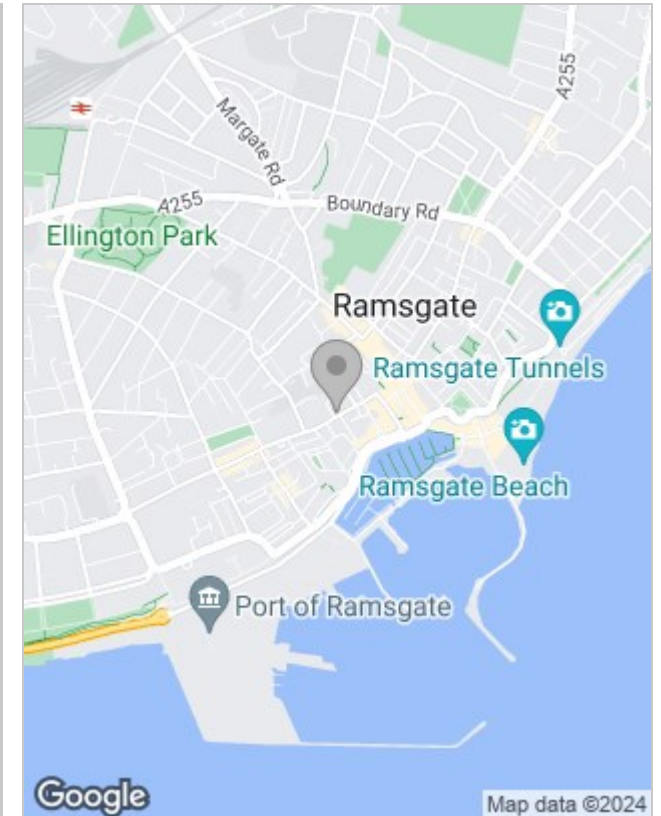 A255
Margate Rd
A255
Boundary Rd
Ellington Park
Ramsgate
Ramsgate Tunnels
Ramsgate Beach
Port of Ramsgate
Google
Map data ©2024